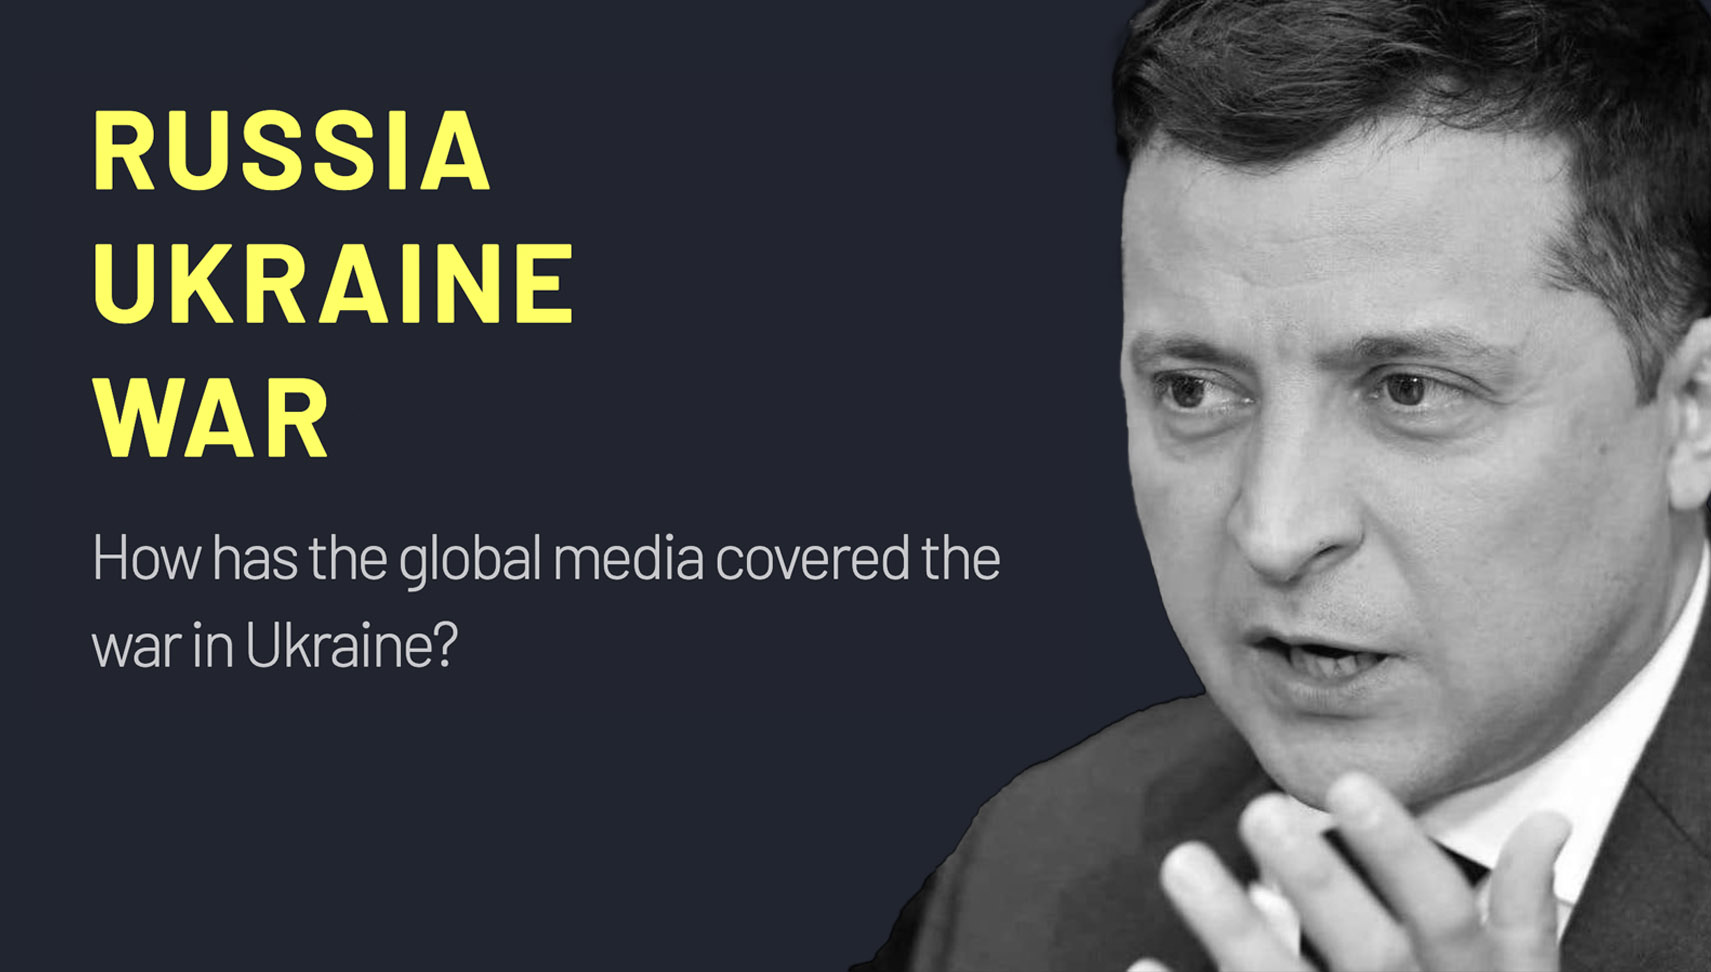 RUSSIA
UKRAINE
WAR
How has the global media covered the
war in Ukraine?